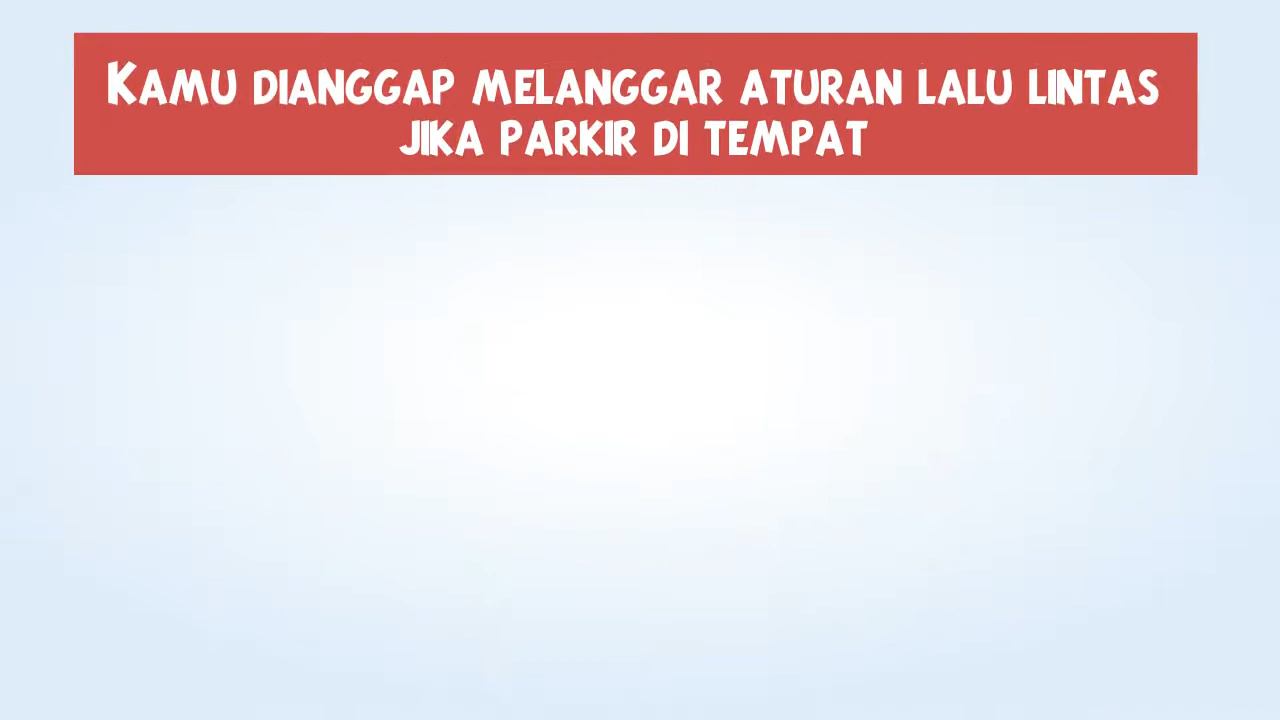 Kamu dianggap melanggar aturan lalu lintas
jika parkir di tempat